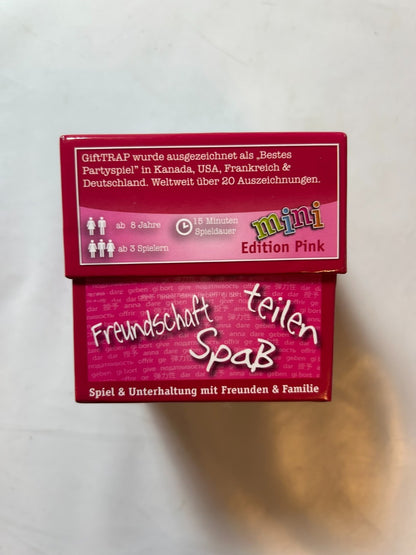 GiftTRAP wurde ausgezeichnet als „Bestes
Partyspiel" in Kanada, USA, Frankreich &
Deutschland. Weltweit über 20 Auszeichnungen.
ab 8 Jahre
15 Minuten
Spieldauer
ab 3 Spielern
mini
Edition Pink
Freundschaft
teilen
Spaß
Spiel & Unterhaltung mit Freunden & Familie